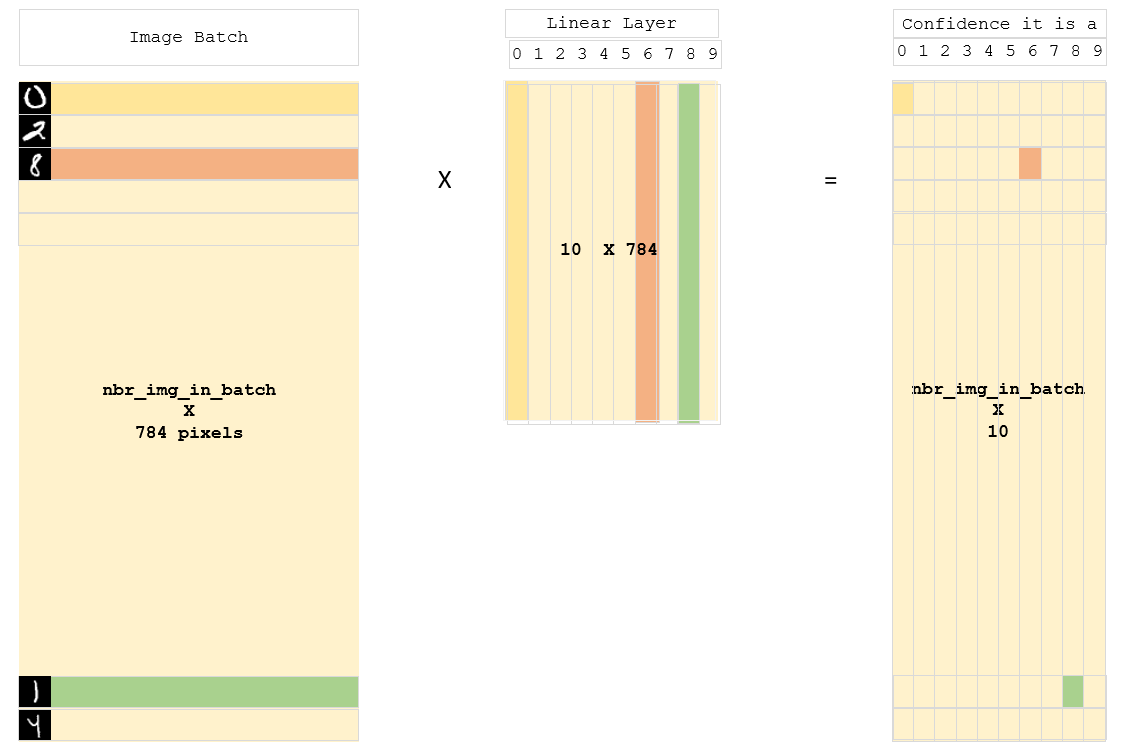 Image Batch
Linear Layer
0 1 2 3 4 5 6 7 8 9
Confidence it is a
0 1 2 3 4 5 6 7 8 9
0
2
8
X
=
10 X 784
nbr_img_in_batch
X
784 pixels
nbr_img_in_batch
X
10
1
4